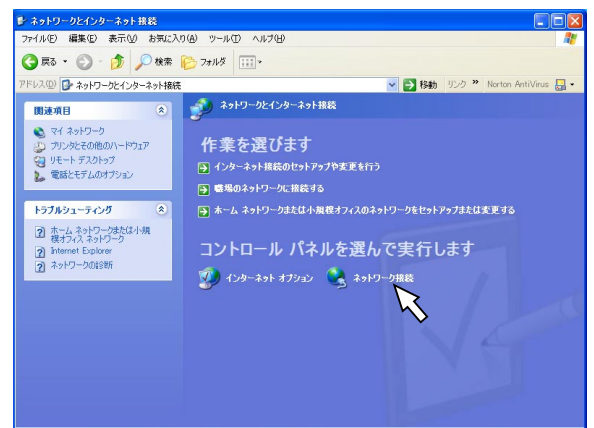 ネットワークとインターネット接続
ファイル(F) 編集(E) 表示(V) お気に入り(A) ツール(T) ヘルプ(H)
戻る 検索 フォルダ
アドレス(D) ネットワークとインターネット接続 移動 リンク » Norton AntiVirus
関連項目
マイ ネットワーク
プリンタとその他のハードウェア
リモート デスクトップ
電話とモデムのオプション
トラブルシューティング
ホーム ネットワークまたは小規
模オフィス ネットワーク
Internet Explorer
ネットワークの診断
ネットワークとインターネット接続
作業を選びます
インターネット接続のセットアップや変更を行う
職場のネットワークに接続する
ホーム ネットワークまたは小規模オフィスのネットワークをセットアップまたは変更する
コントロール パネルを選んで実行します
インターネット オプション ネットワーク接続